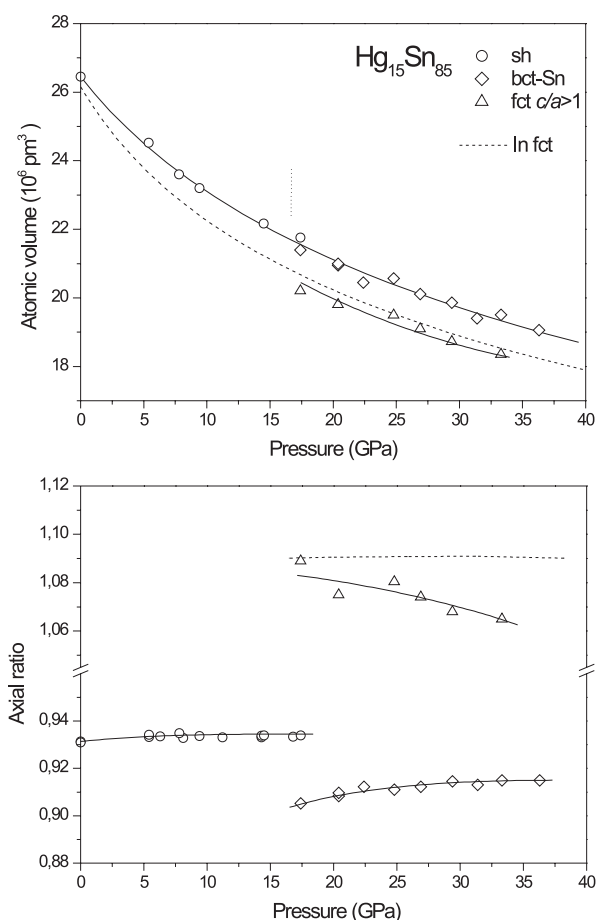 28
26
24
22
20
18
Atomic volume (10⁶ pm³)
Hg₁₅Sn₈₅
sh
bct-Sn
fct c/a>1
In fct
0 5 10 15 20 25 30 35 40
Pressure (GPa)
1,12
1,10
1,08
1,06
0,94
0,92
0,90
0,88
Axial ratio
0 5 10 15 20 25 30 35 40
Pressure (GPa)